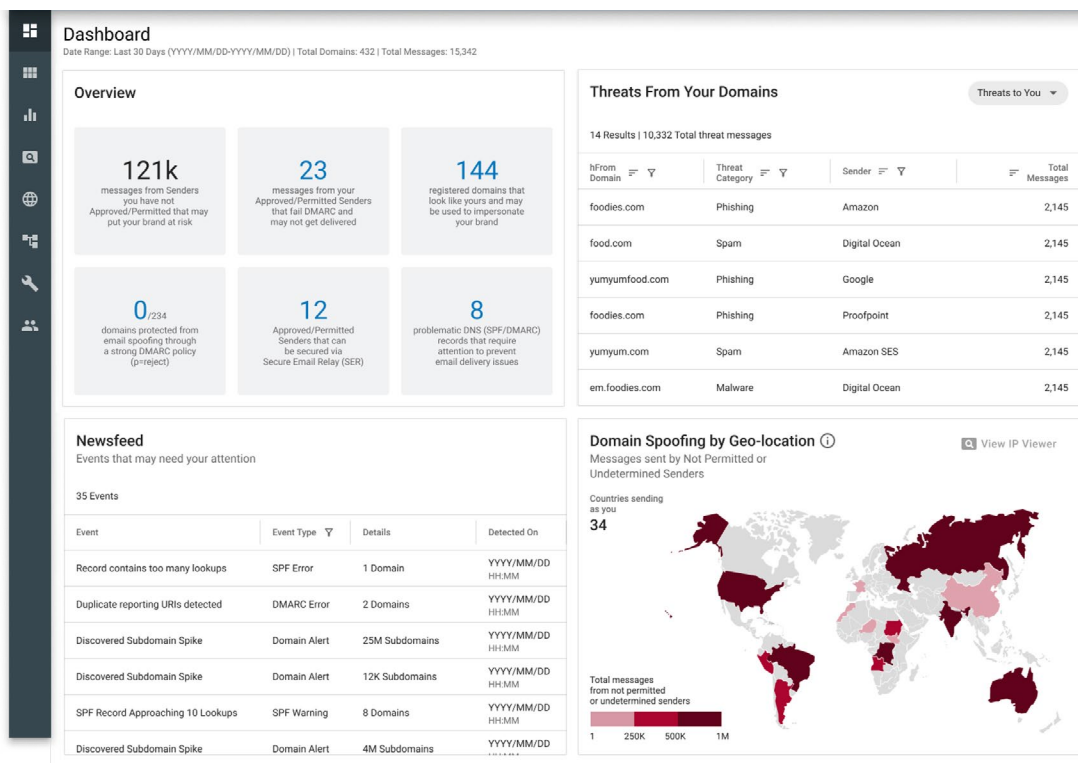 Dashboard
Date Range: Last 30 Days (YYYY/MM/DD-YYYY/MM/DD) | Total Domains: 432 | Total Messages: 15,342
Overview
121k
messages from Senders
you have not
Approved/Permitted that may
put your brand at risk
23
messages from your
Approved/Permitted Senders
that fail DMARC and
may not get delivered
144
registered domains that
look like yours and may
be used to impersonate
your brand
0/234
domains protected from
email spoofing through
a strong DMARC policy
(p=reject)
12
Approved/Permitted
Senders that can
be secured via
Secure Email Relay (SER)
8
problematic DNS (SPF/DMARC)
records that require
attention to prevent
email delivery issues
Threats From Your Domains
Threats to You
14 Results | 10,332 Total threat messages
hFrom Domain Threat Category Sender Total Messages
foodies.com Phishing Amazon 2,145
food.com Spam Digital Ocean 2,145
yumyumfood.com Phishing Google 2,145
foodies.com Phishing Proofpoint 2,145
yumyum.com Spam Amazon SES 2,145
em.foodies.com Malware Digital Ocean 2,145
Newsfeed
Events that may need your attention
35 Events
Event Event Type Details Detected On
Record contains too many lookups SPF Error 1 Domain YYYY/MM/DD
HH:MM
Duplicate reporting URIs detected DMARC Error 2 Domains YYYY/MM/DD
HH:MM
Discovered Subdomain Spike Domain Alert 25M Subdomains YYYY/MM/DD
HH:MM
Discovered Subdomain Spike Domain Alert 12K Subdomains YYYY/MM/DD
HH:MM
SPF Record Approaching 10 Lookups SPF Warning 8 Domains YYYY/MM/DD
HH:MM
Discovered Subdomain Spike Domain Alert 4M Subdomains YYYY/MM/DD
Domain Spoofing by Geo-location
View IP Viewer
Messages sent by Not Permitted or
Undetermined Senders
Countries sending
as you
34
Total messages
from not permitted
or undetermined senders
1 250K 500K 1M